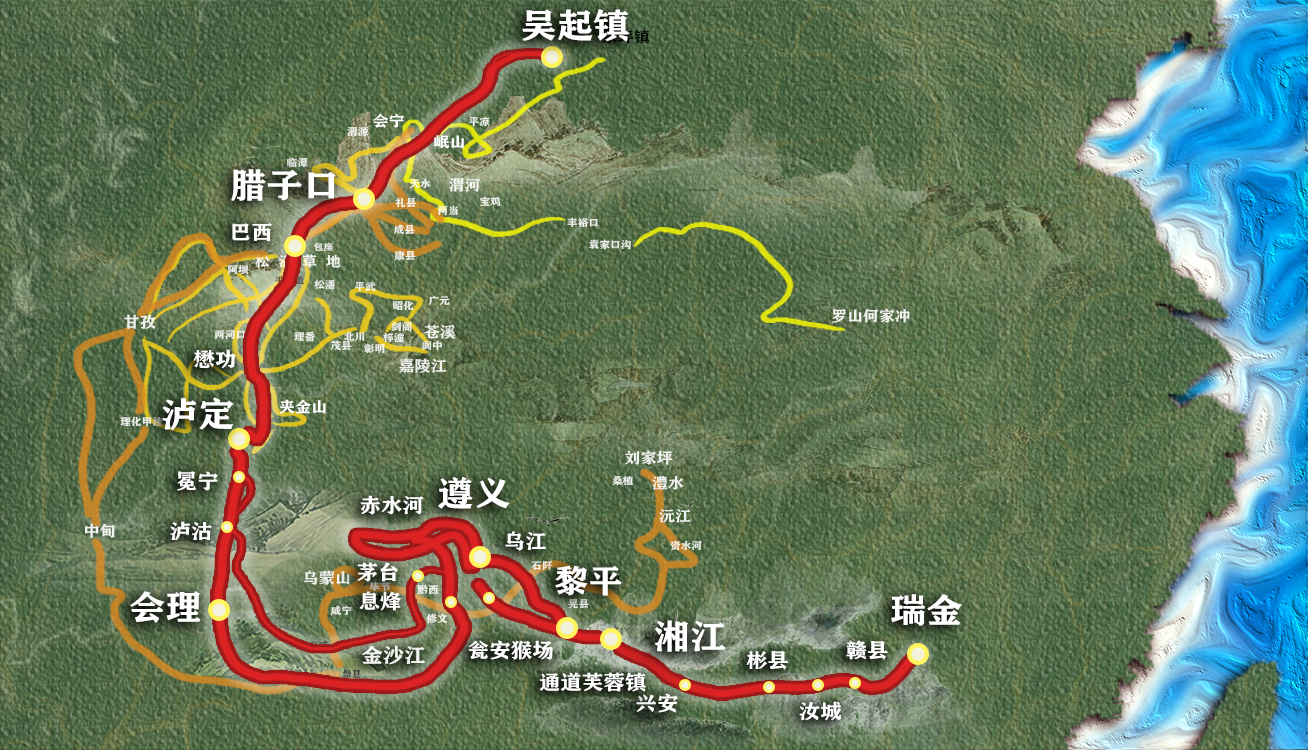 吴起镇
会宁
渭源
平凉
岷山
临潭
腊子口
天水
渭河
礼县
两当
宝鸡
巴西
成县
丰裕口
包座
康县
袁家口沟
阿坝
草地
松潘
平武
昭化
广元
甘孜
罗山何家冲
剑阁
苍溪
两河口
理番
北川
梓潼
茂县
彰明
阆中
懋功
嘉陵江
夹金山
泸定
理化甲
刘家坪
冕宁
桑植
澧水
遵义
赤水河
沅江
中甸
泸沽
乌江
资水河
石阡
乌蒙山
茅台
毕节
黔西
黎平
会理
息烽
威宁
修文
晃县
瑞金
湘江
金沙江
瓮安猴场
彬县
赣县
盘县
通道芙蓉镇
兴安
汝城